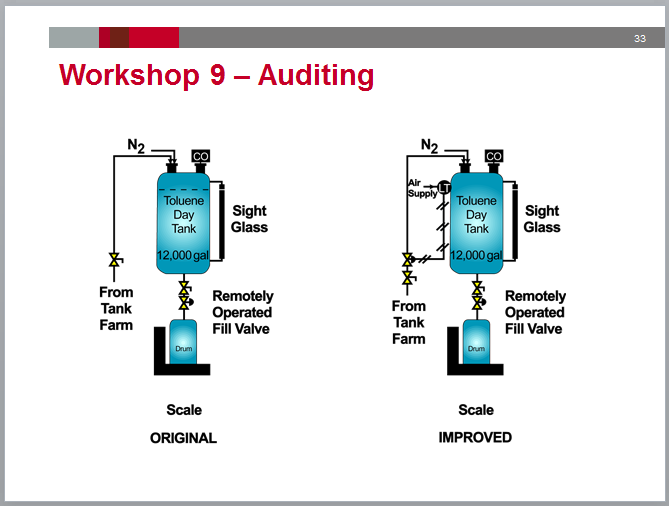 33
Workshop 9 – Auditing
N2
CO
Toluene
Day
Tank
12,000 gal
Sight
Glass
From
Tank
Farm
Remotely
Operated
Fill Valve
Drum
Scale
ORIGINAL
N2
CO
Air
Supply
LT
Toluene
Day
Tank
12,000 gal
Sight
Glass
From
Tank
Farm
Remotely
Operated
Fill Valve
Drum
Scale
IMPROVED